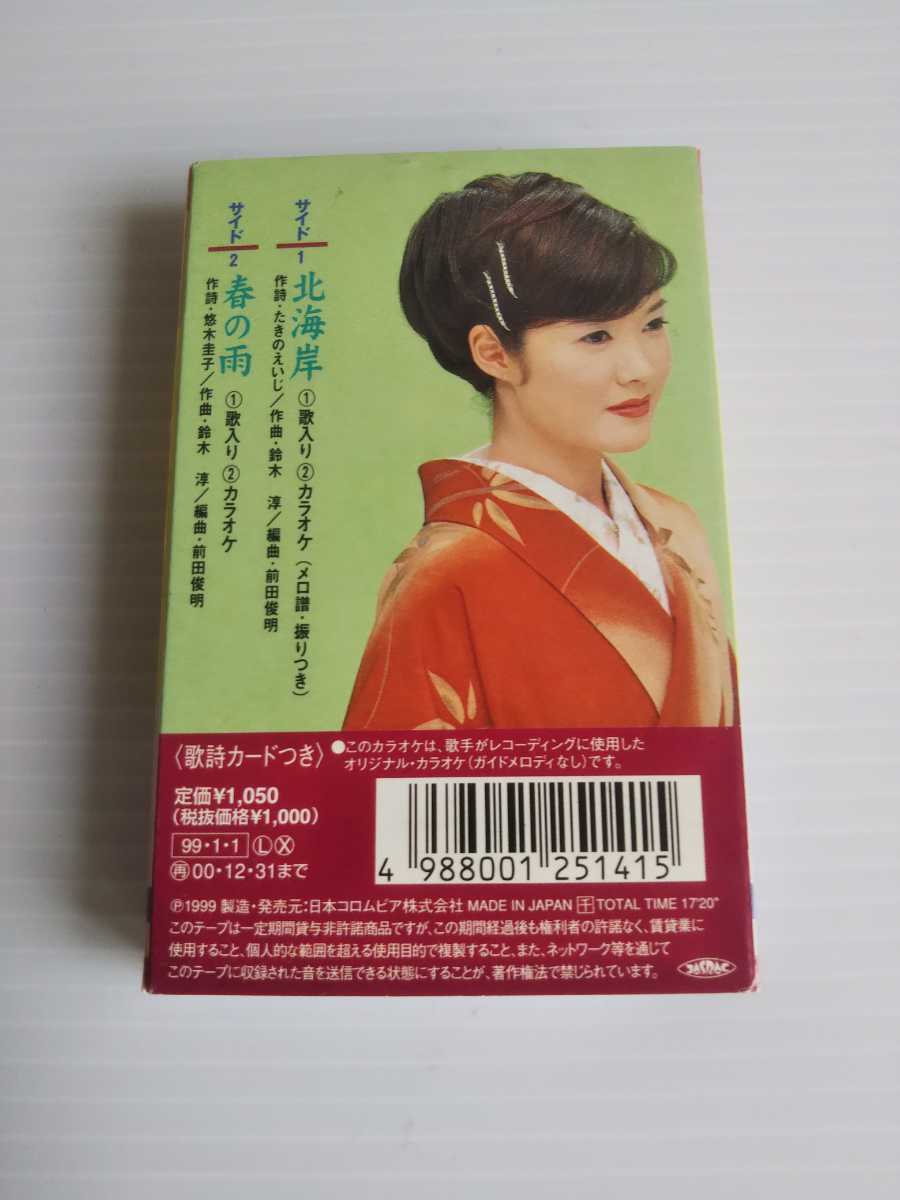 サイド1 北海岸 ①歌入り ②カラオケ(メロ譜・振りつき)
作詩・たきのえいじ/作曲・鈴木 淳/編曲・前田俊明
サイド2 春の雨 ①歌入り ②カラオケ
作詩・悠木圭子/作曲・鈴木 淳/編曲・前田俊明
〈歌詩カードつき〉
●このカラオケは、歌手がレコーディングに使用した
オリジナル・カラオケ(ガイドメロディなし)です。
定価¥1,050
(税抜価格¥1,000)
99・1・1 Ⓛ Ⓧ
㊢00・12・31まで
4 988001 251415
Ⓟ1999 製造・発売元:日本コロムビア株式会社 MADE IN JAPAN 千 TOTAL TIME 17'20"
このテープは一定期間貸与非許諾商品ですが、この期間経過後も権利者の許諾なく、賃貸業に
使用すること、個人的な範囲を超える使用目的で複製すること、また、ネットワーク等を通じて
このテープに収録された音を送信できる状態にすることが、著作権法で禁じられています。
JASRAC